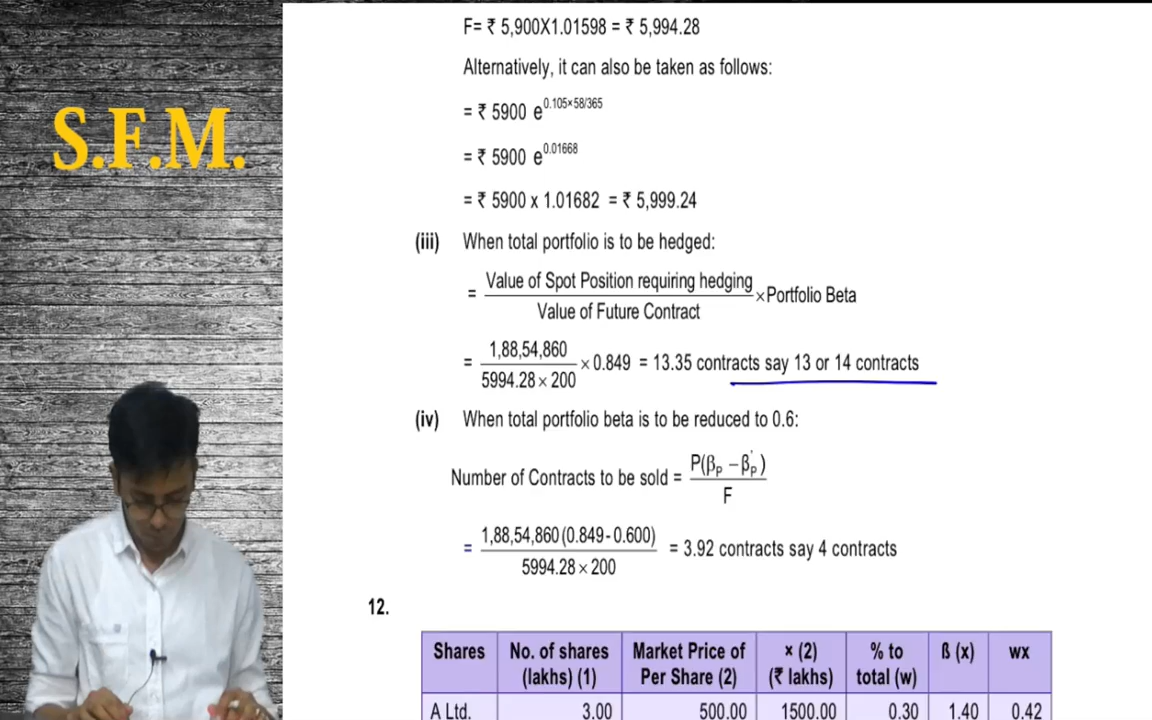 S.F.M.
F= ₹ 5,900X1.01598 = ₹ 5,994.28
Alternatively, it can also be taken as follows:
= ₹ 5900 e^0.105×58/365
= ₹ 5900 e^0.01668
= ₹ 5900 x 1.01682 = ₹ 5,999.24
(iii) When total portfolio is to be hedged:
= Value of Spot Position requiring hedging / Value of Future Contract × Portfolio Beta
= 1,88,54,860 / 5994.28 × 200 × 0.849 = 13.35 contracts say 13 or 14 contracts
(iv) When total portfolio beta is to be reduced to 0.6:
Number of Contracts to be sold = P(βp – β'p) / F
= 1,88,54,860 (0.849 - 0.600) / 5994.28 × 200 = 3.92 contracts say 4 contracts
12.
Shares No. of shares (lakhs) (1) Market Price of Per Share (2) × (2) (₹ lakhs) % to total (w) ß (x) wx
A Ltd. 3.00 500.00 1500.00 0.30 1.40 0.42